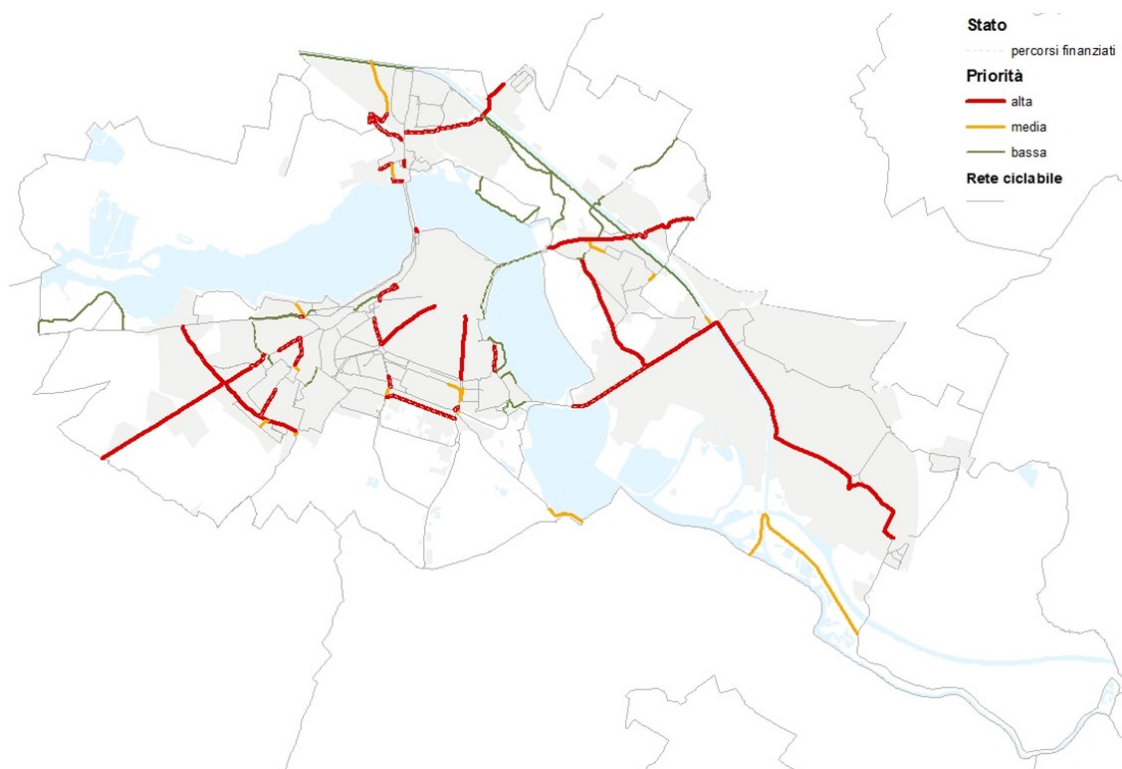 Stato
percorsi finanziati
Priorità
alta
media
bassa
Rete ciclabile